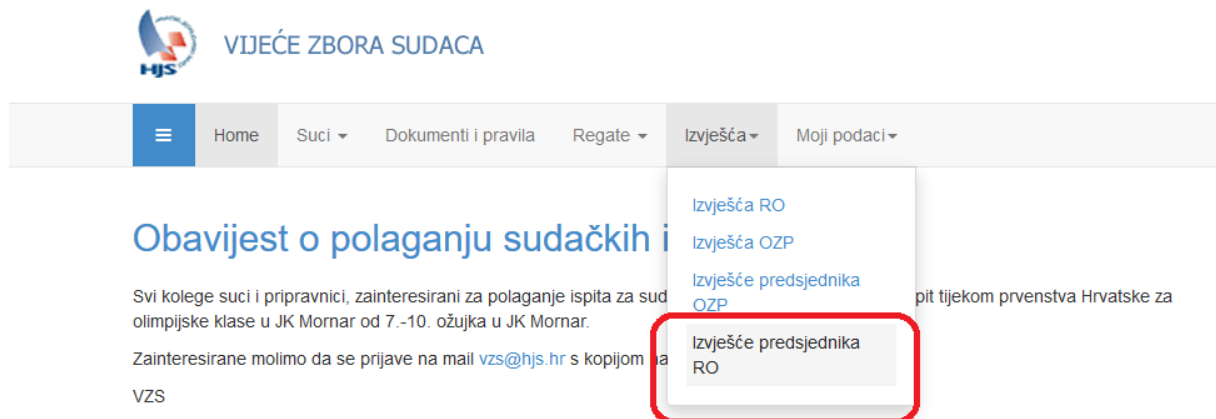 HJS
VIJEĆE ZBORA SUDACA
Home Suci Dokumenti i pravila Regate Izvješća Moji podaci
Izvješća RO
Izvješća OZP
Izvješće predsjednika
OZP
Izvješće predsjednika
RO
Obavijest o polaganju sudačkih i
Svi kolege suci i pripravnici, zainteresirani za polaganje ispita za sud pit tijekom prvenstva Hrvatske za
olimpijske klase u JK Mornar od 7.-10. ožujka u JK Mornar.
Zainteresirane molimo da se prijave na mail vzs@hjs.hr s kopijom na
VZS